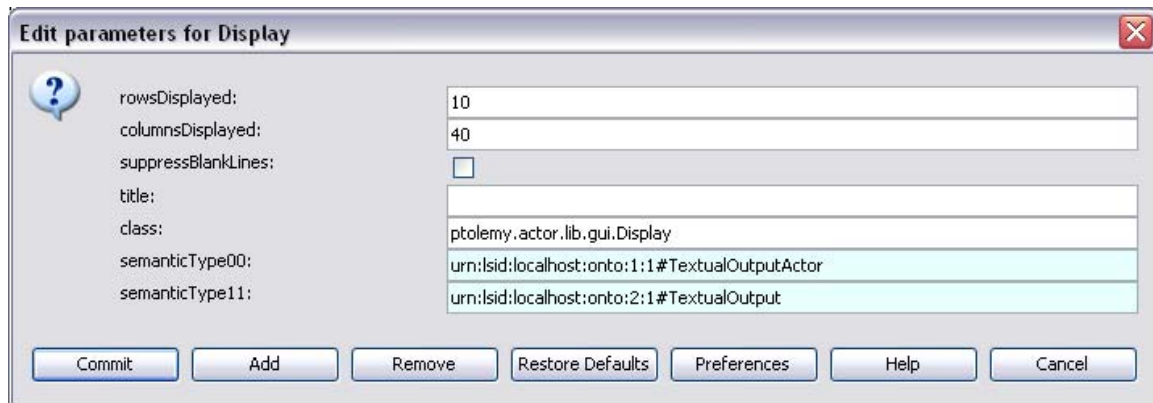 Edit parameters for Display
rowsDisplayed: 10
columnsDisplayed: 40
suppressBlankLines:
title:
class: ptolemy.actor.lib.gui.Display
semanticType00: urn:lsid:localhost:onto:1:1#TextualOutputActor
semanticType11: urn:lsid:localhost:onto:2:1#TextualOutput
Commit Add Remove Restore Defaults Preferences Help Cancel